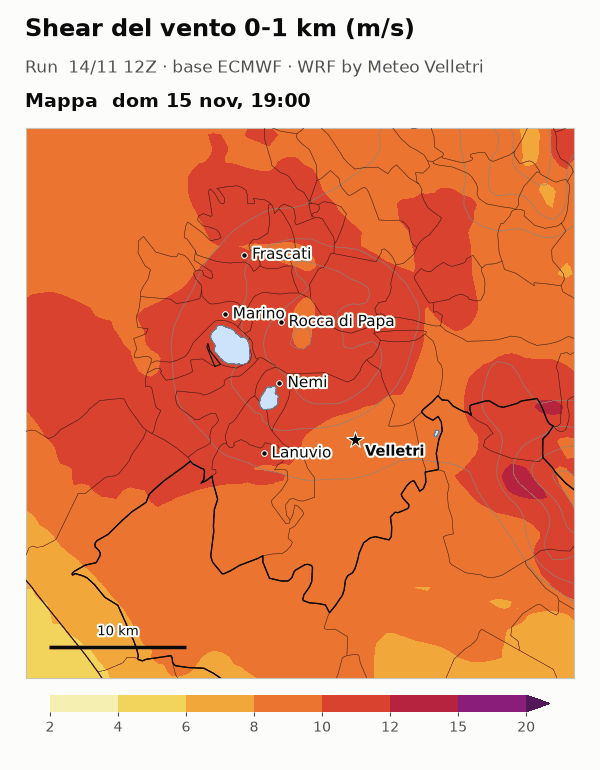 Shear del vento 0-1 km (m/s)
Run  14/11 12Z · base ECMWF · WRF by Meteo Velletri
Mappa  dom 15 nov, 19:00
Frascati
Marino
Rocca di Papa
Nemi
Velletri
Lanuvio
10 km
2 4 6 8 10 12 15 20